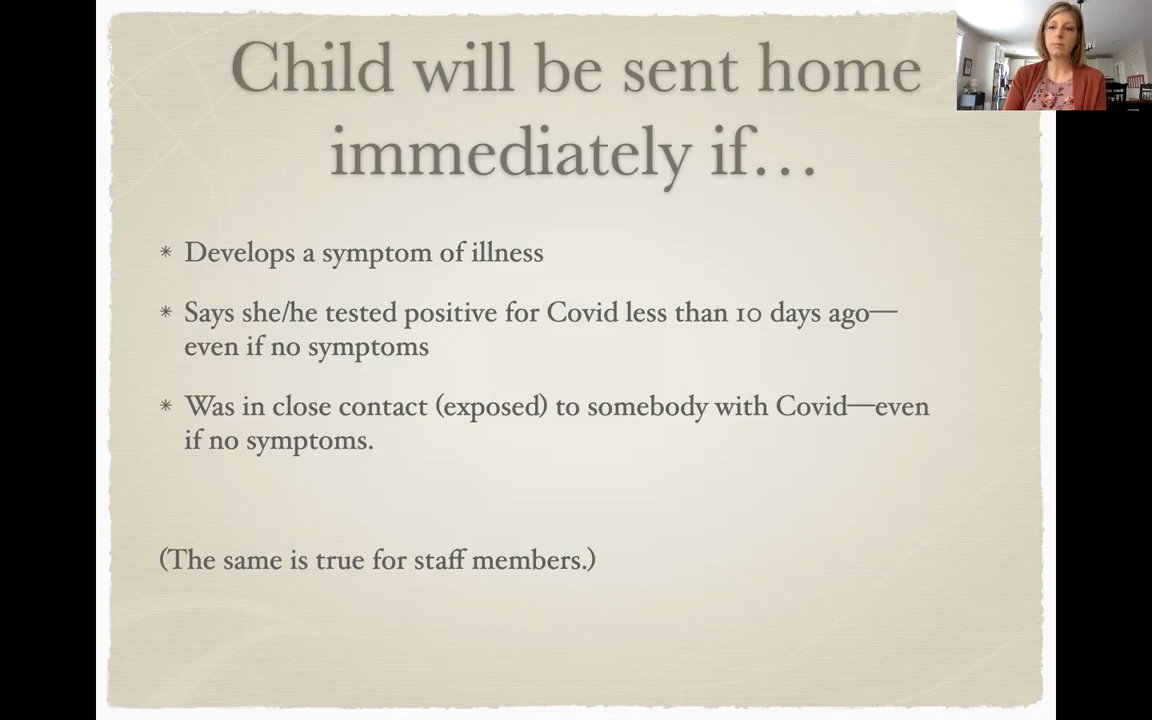 Child will be sent home
immediately if…
* Develops a symptom of illness
* Says she/he tested positive for Covid less than 10 days ago—
even if no symptoms
* Was in close contact (exposed) to somebody with Covid—even
if no symptoms.
(The same is true for staff members.)